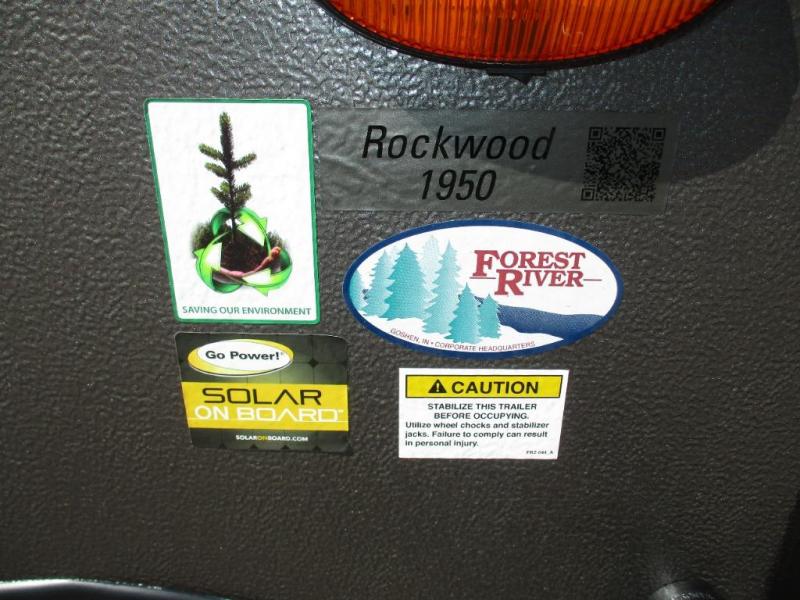 Rockwood
1950
SAVING OUR ENVIRONMENT
FOREST
RIVER
GOSHEN, IN • CORPORATE HEADQUARTERS
Go Power!®
SOLAR
ON BOARD™
SOLARONBOARD.COM
⚠ CAUTION
STABILIZE THIS TRAILER
BEFORE OCCUPYING.
Utilize wheel chocks and stabilizer
jacks. Failure to comply can result
in personal injury.